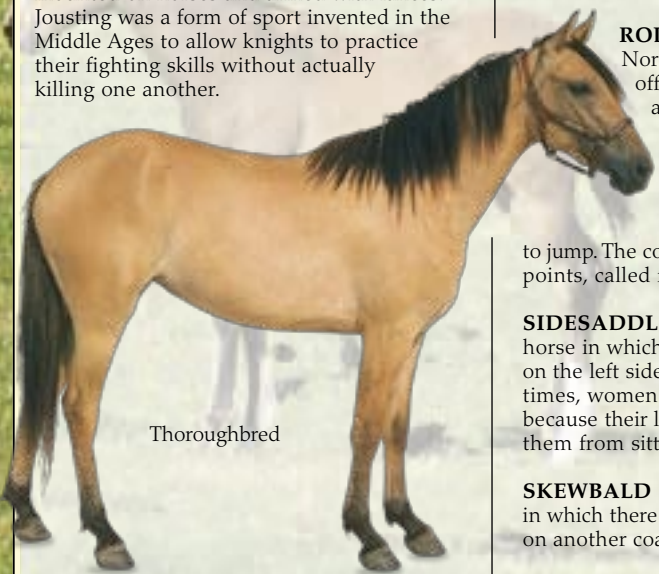 Jousting was a form of sport invented in the
Middle Ages to allow knights to practice
their fighting skills without actually
killing one another.
Thoroughbred
to jump. The
points, called
SIDESADDL
horse in which
on the left side
times, women
because their
them from sitt
SKEWBALD
in which there
on another